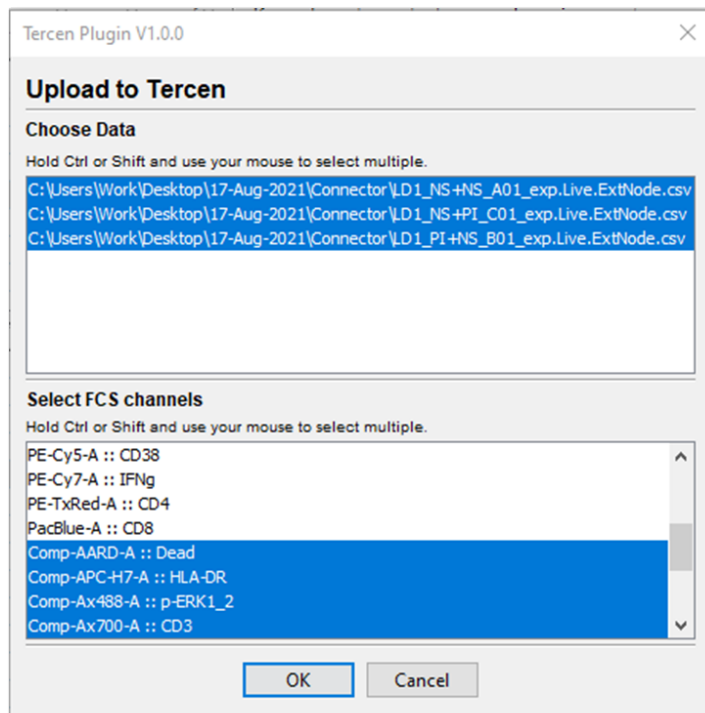 Tercen Plugin V1.0.0
Upload to Tercen
Choose Data
Hold Ctrl or Shift and use your mouse to select multiple.
C:\Users\Work\Desktop\17-Aug-2021\Connector\LD1_NS+NS_A01_exp.Live.ExtNode.csv
C:\Users\Work\Desktop\17-Aug-2021\Connector\LD1_NS+PI_C01_exp.Live.ExtNode.csv
C:\Users\Work\Desktop\17-Aug-2021\Connector\LD1_PI+NS_B01_exp.Live.ExtNode.csv
Select FCS channels
Hold Ctrl or Shift and use your mouse to select multiple.
PE-Cy5-A :: CD38
PE-Cy7-A :: IFNg
PE-TxRed-A :: CD4
PacBlue-A :: CD8
Comp-AARD-A :: Dead
Comp-APC-H7-A :: HLA-DR
Comp-Ax488-A :: p-ERK1_2
Comp-Ax700-A :: CD3
OK
Cancel